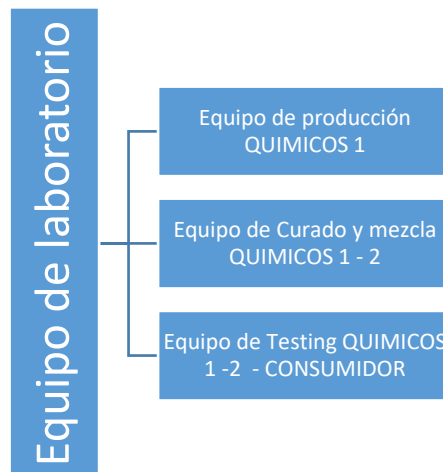 Equipo de laboratorio
Equipo de producción
QUIMICOS 1
Equipo de Curado y mezcla
QUIMICOS 1 - 2
Equipo de Testing QUIMICOS
1 -2 - CONSUMIDOR